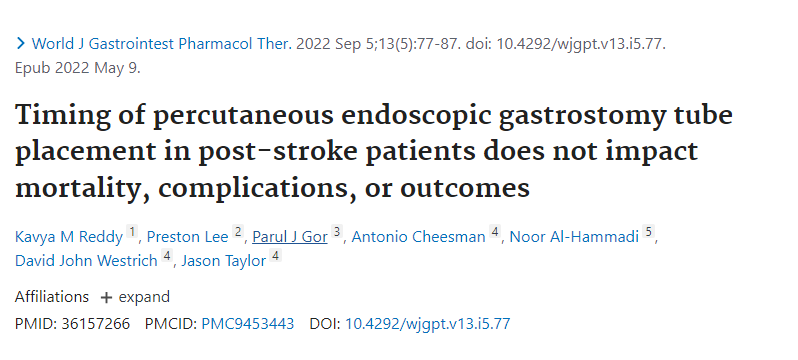 World J Gastrointest Pharmacol Ther. 2022 Sep 5;13(5):77-87. doi: 10.4292/wjgpt.v13.i5.77.
Epub 2022 May 9.
Timing of percutaneous endoscopic gastrostomy tube
placement in post-stroke patients does not impact
mortality, complications, or outcomes
Kavya M Reddy 1, Preston Lee 2, Parul J Gor 3, Antonio Cheesman 4, Noor Al-Hammadi 5,
David John Westrich 4, Jason Taylor 4
Affiliations + expand
PMID: 36157266 PMCID: PMC9453443 DOI: 10.4292/wjgpt.v13.i5.77